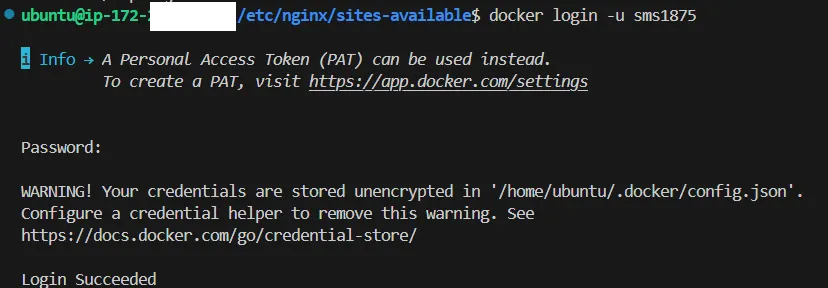 ubuntu@ip-172- /etc/nginx/sites-available$ docker login -u sms1875
i Info → A Personal Access Token (PAT) can be used instead.
To create a PAT, visit https://app.docker.com/settings
Password:
WARNING! Your credentials are stored unencrypted in '/home/ubuntu/.docker/config.json'.
Configure a credential helper to remove this warning. See
https://docs.docker.com/go/credential-store/
Login Succeeded